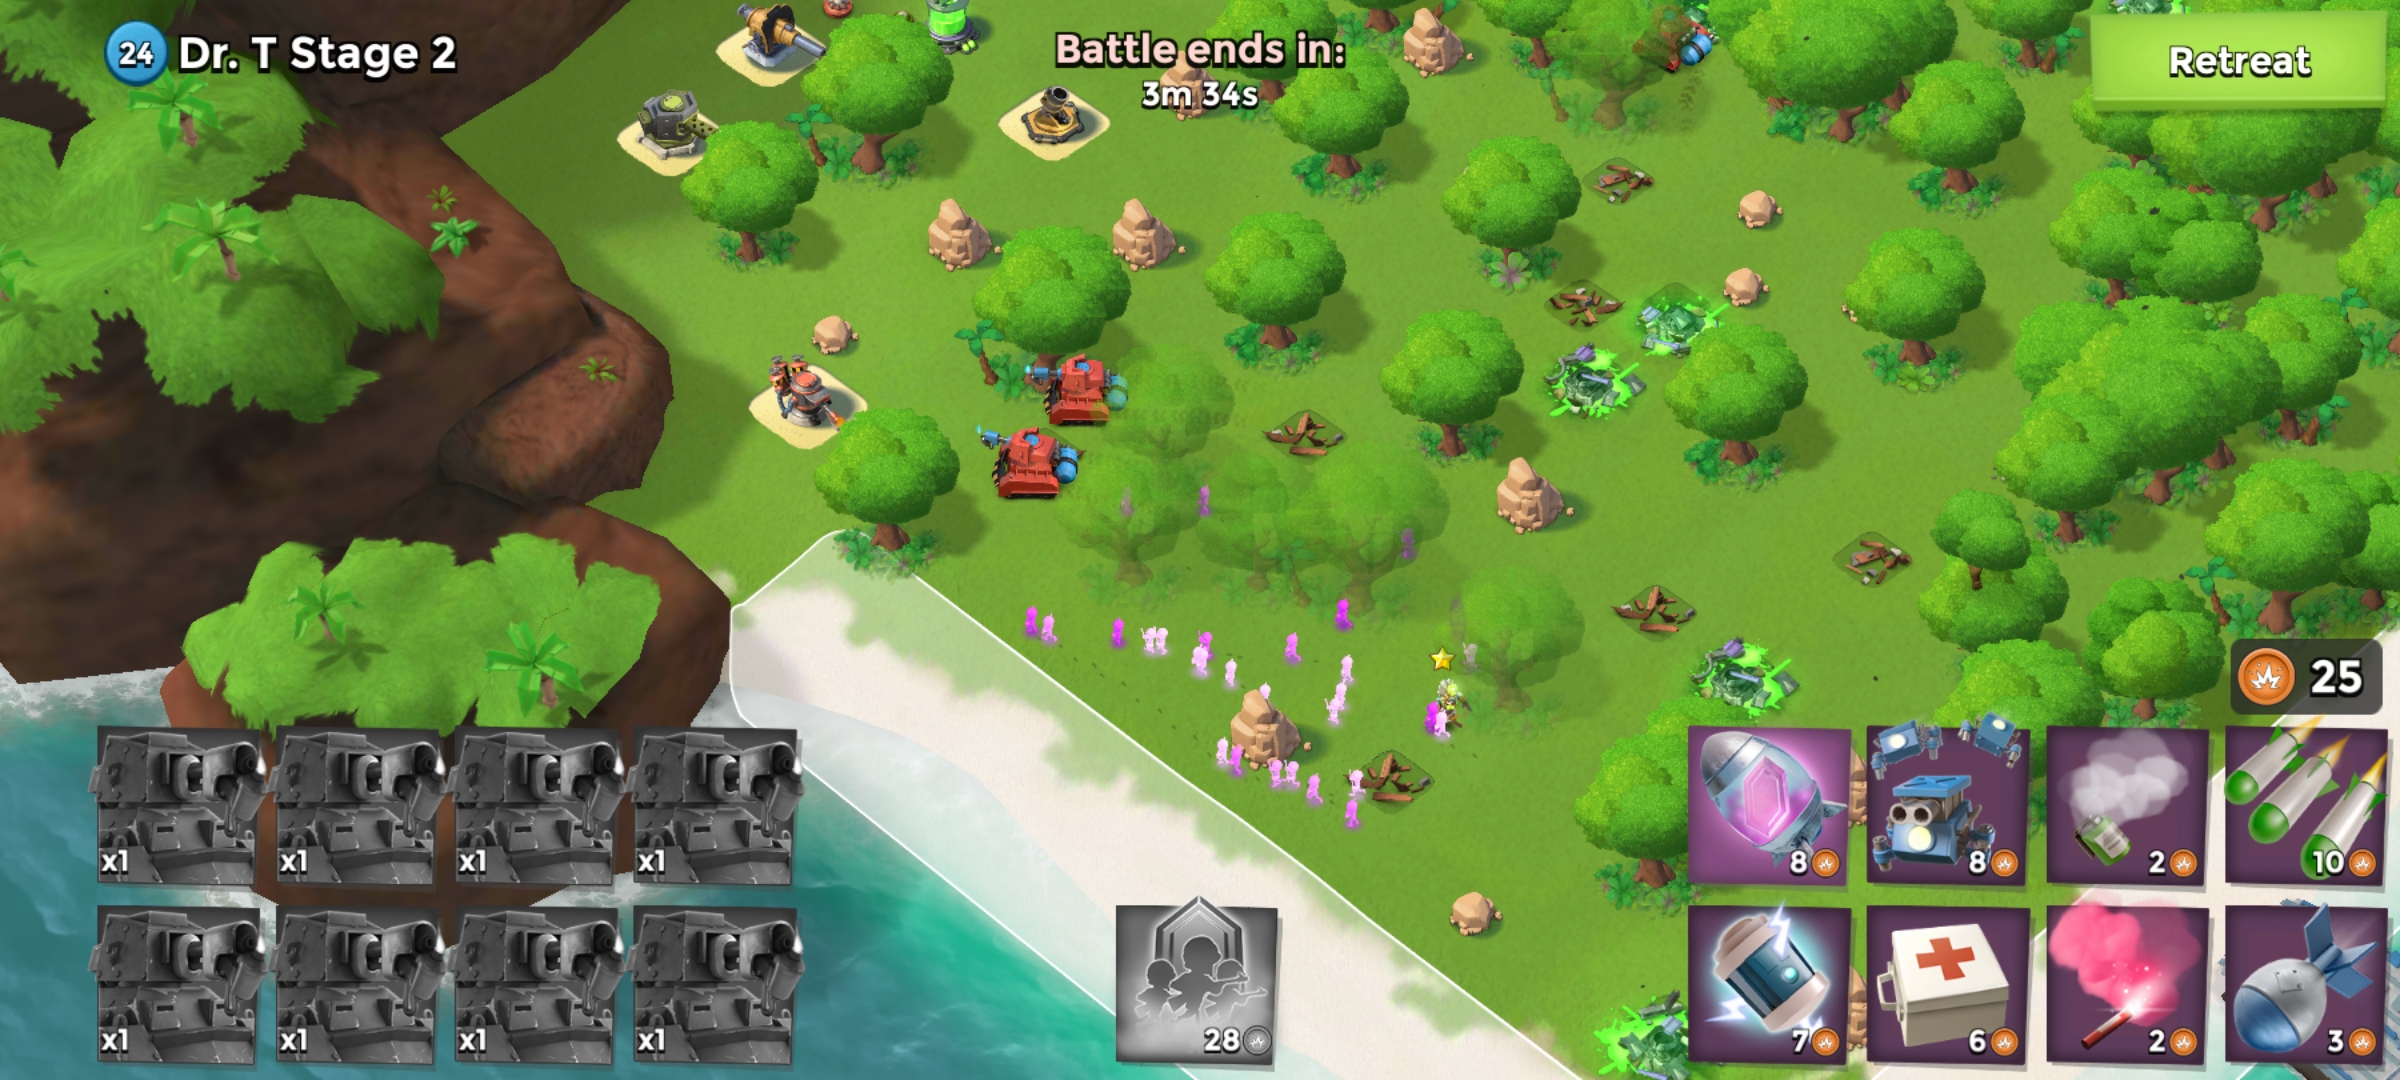 24 Dr. T Stage 2
Battle ends in:
3m 34s
Retreat
25
x1 x1 x1 x1
8 8 2 10
x1 x1 x1 x1
28
7 6 2 3